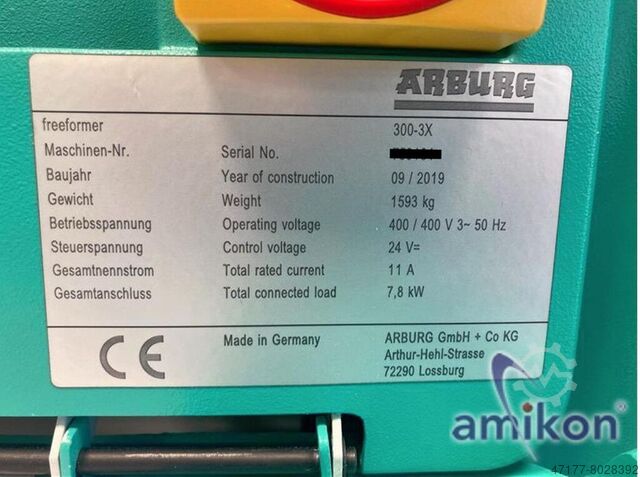 ARBURG
freeformer 300-3X
Maschinen-Nr. Serial No.
Baujahr Year of construction 09 / 2019
Gewicht Weight 1593 kg
Betriebsspannung Operating voltage 400 / 400 V 3~ 50 Hz
Steuerspannung Control voltage 24 V=
Gesamtnennstrom Total rated current 11 A
Gesamtanschluss Total connected load 7,8 kW
CE Made in Germany ARBURG GmbH + Co KG
Arthur-Hehl-Strasse
72290 Lossburg
amikon
47177-8028392